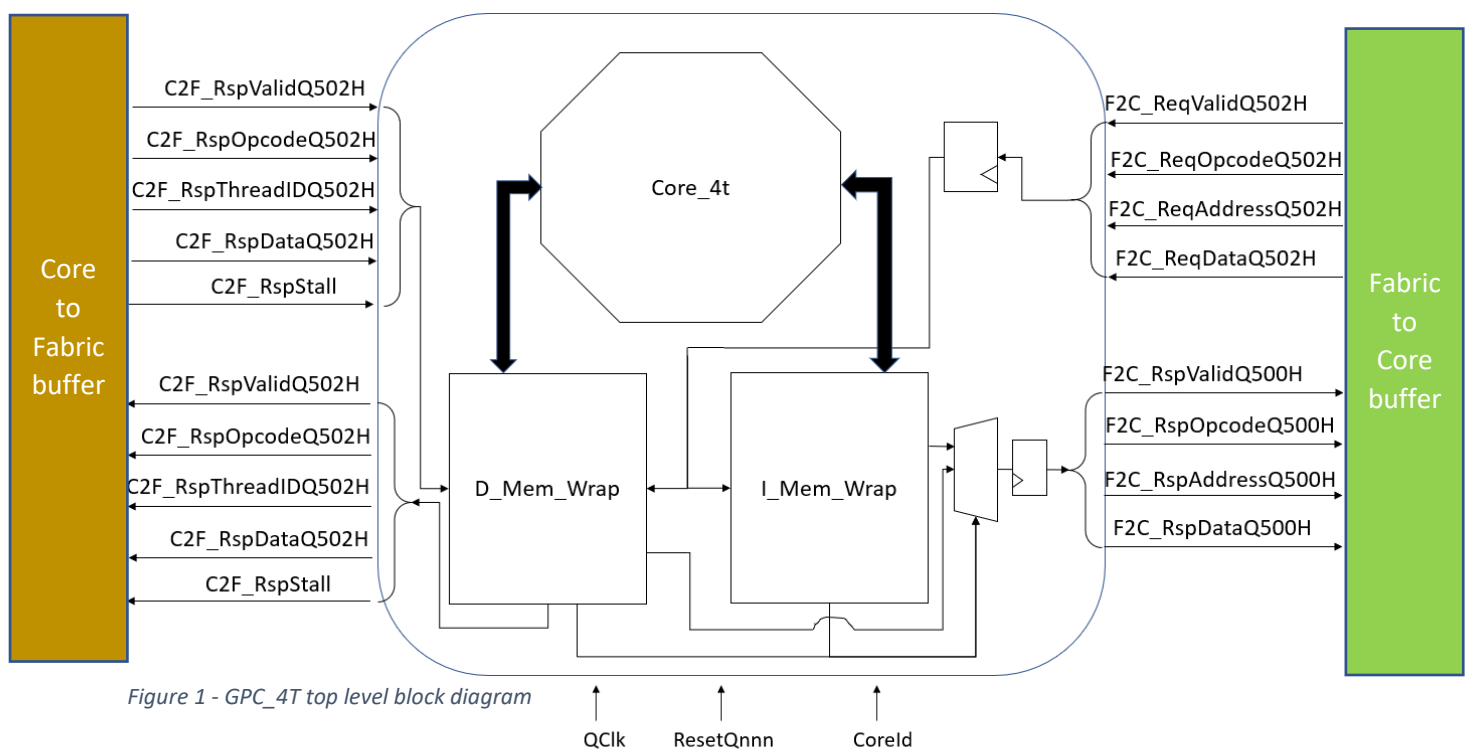 Core
to
Fabric
buffer
C2F_RspValidQ502H
C2F_RspOpcodeQ502H
C2F_RspThreadIDQ502H
C2F_RspDataQ502H
C2F_RspStall
C2F_RspValidQ502H
C2F_RspOpcodeQ502H
C2F_RspThreadIDQ502H
C2F_RspDataQ502H
C2F_RspStall
Core_4t
D_Mem_Wrap
I_Mem_Wrap
F2C_ReqValidQ502H
F2C_ReqOpcodeQ502H
F2C_ReqAddressQ502H
F2C_ReqDataQ502H
F2C_RspValidQ500H
F2C_RspOpcodeQ500H
F2C_RspAddressQ500H
F2C_RspDataQ500H
Fabric
to
Core
buffer
Figure 1 - GPC_4T top level block diagram
QClk
ResetQnnn
CoreId